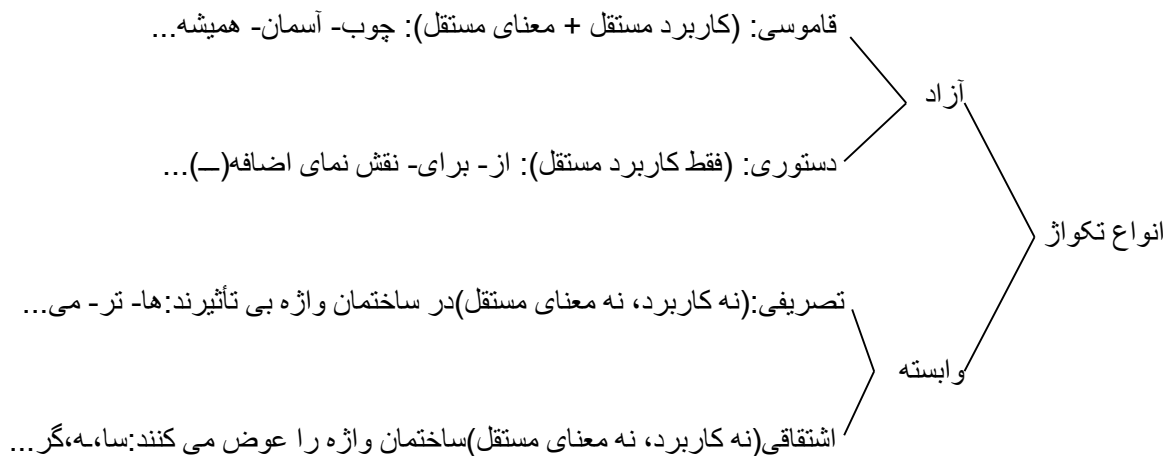 قاموسی: (کاربرد مستقل + معنای مستقل): چوب- آسمان- همیشه...
آزاد
دستوری: (فقط کاربرد مستقل): از- برای- نقش نمای اضافه(ـــِ)...
انواع تکواژ
تصریفی:(نه کاربرد، نه معنای مستقل)در ساختمان واژه بی تأثیرند:ها- تر- می...
وابسته
اشتقاقی(نه کاربرد، نه معنای مستقل)ساختمان واژه را عوض می کنند:سا،ـه،گر...